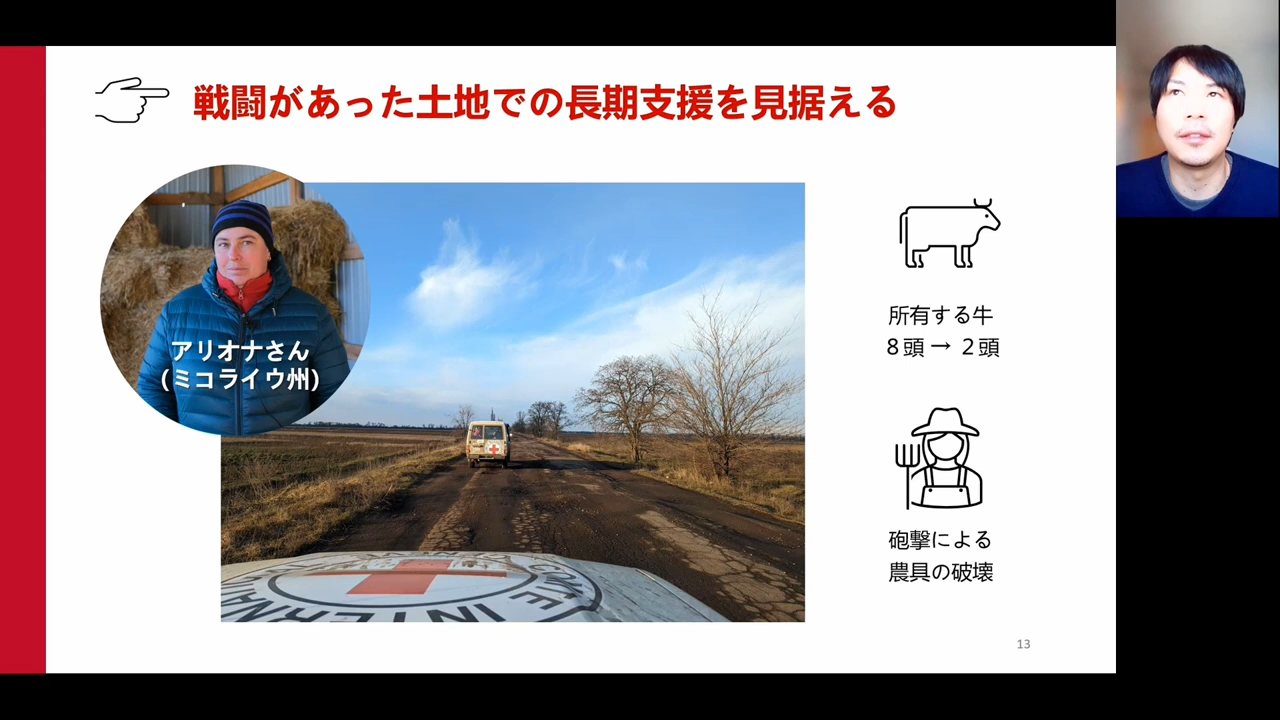 戦闘があった土地での長期支援を見据える
アリオナさん
(ミコライウ州)
所有する牛
８頭 → ２頭
砲撃による
農具の破壊
COMITE INTERNA
13